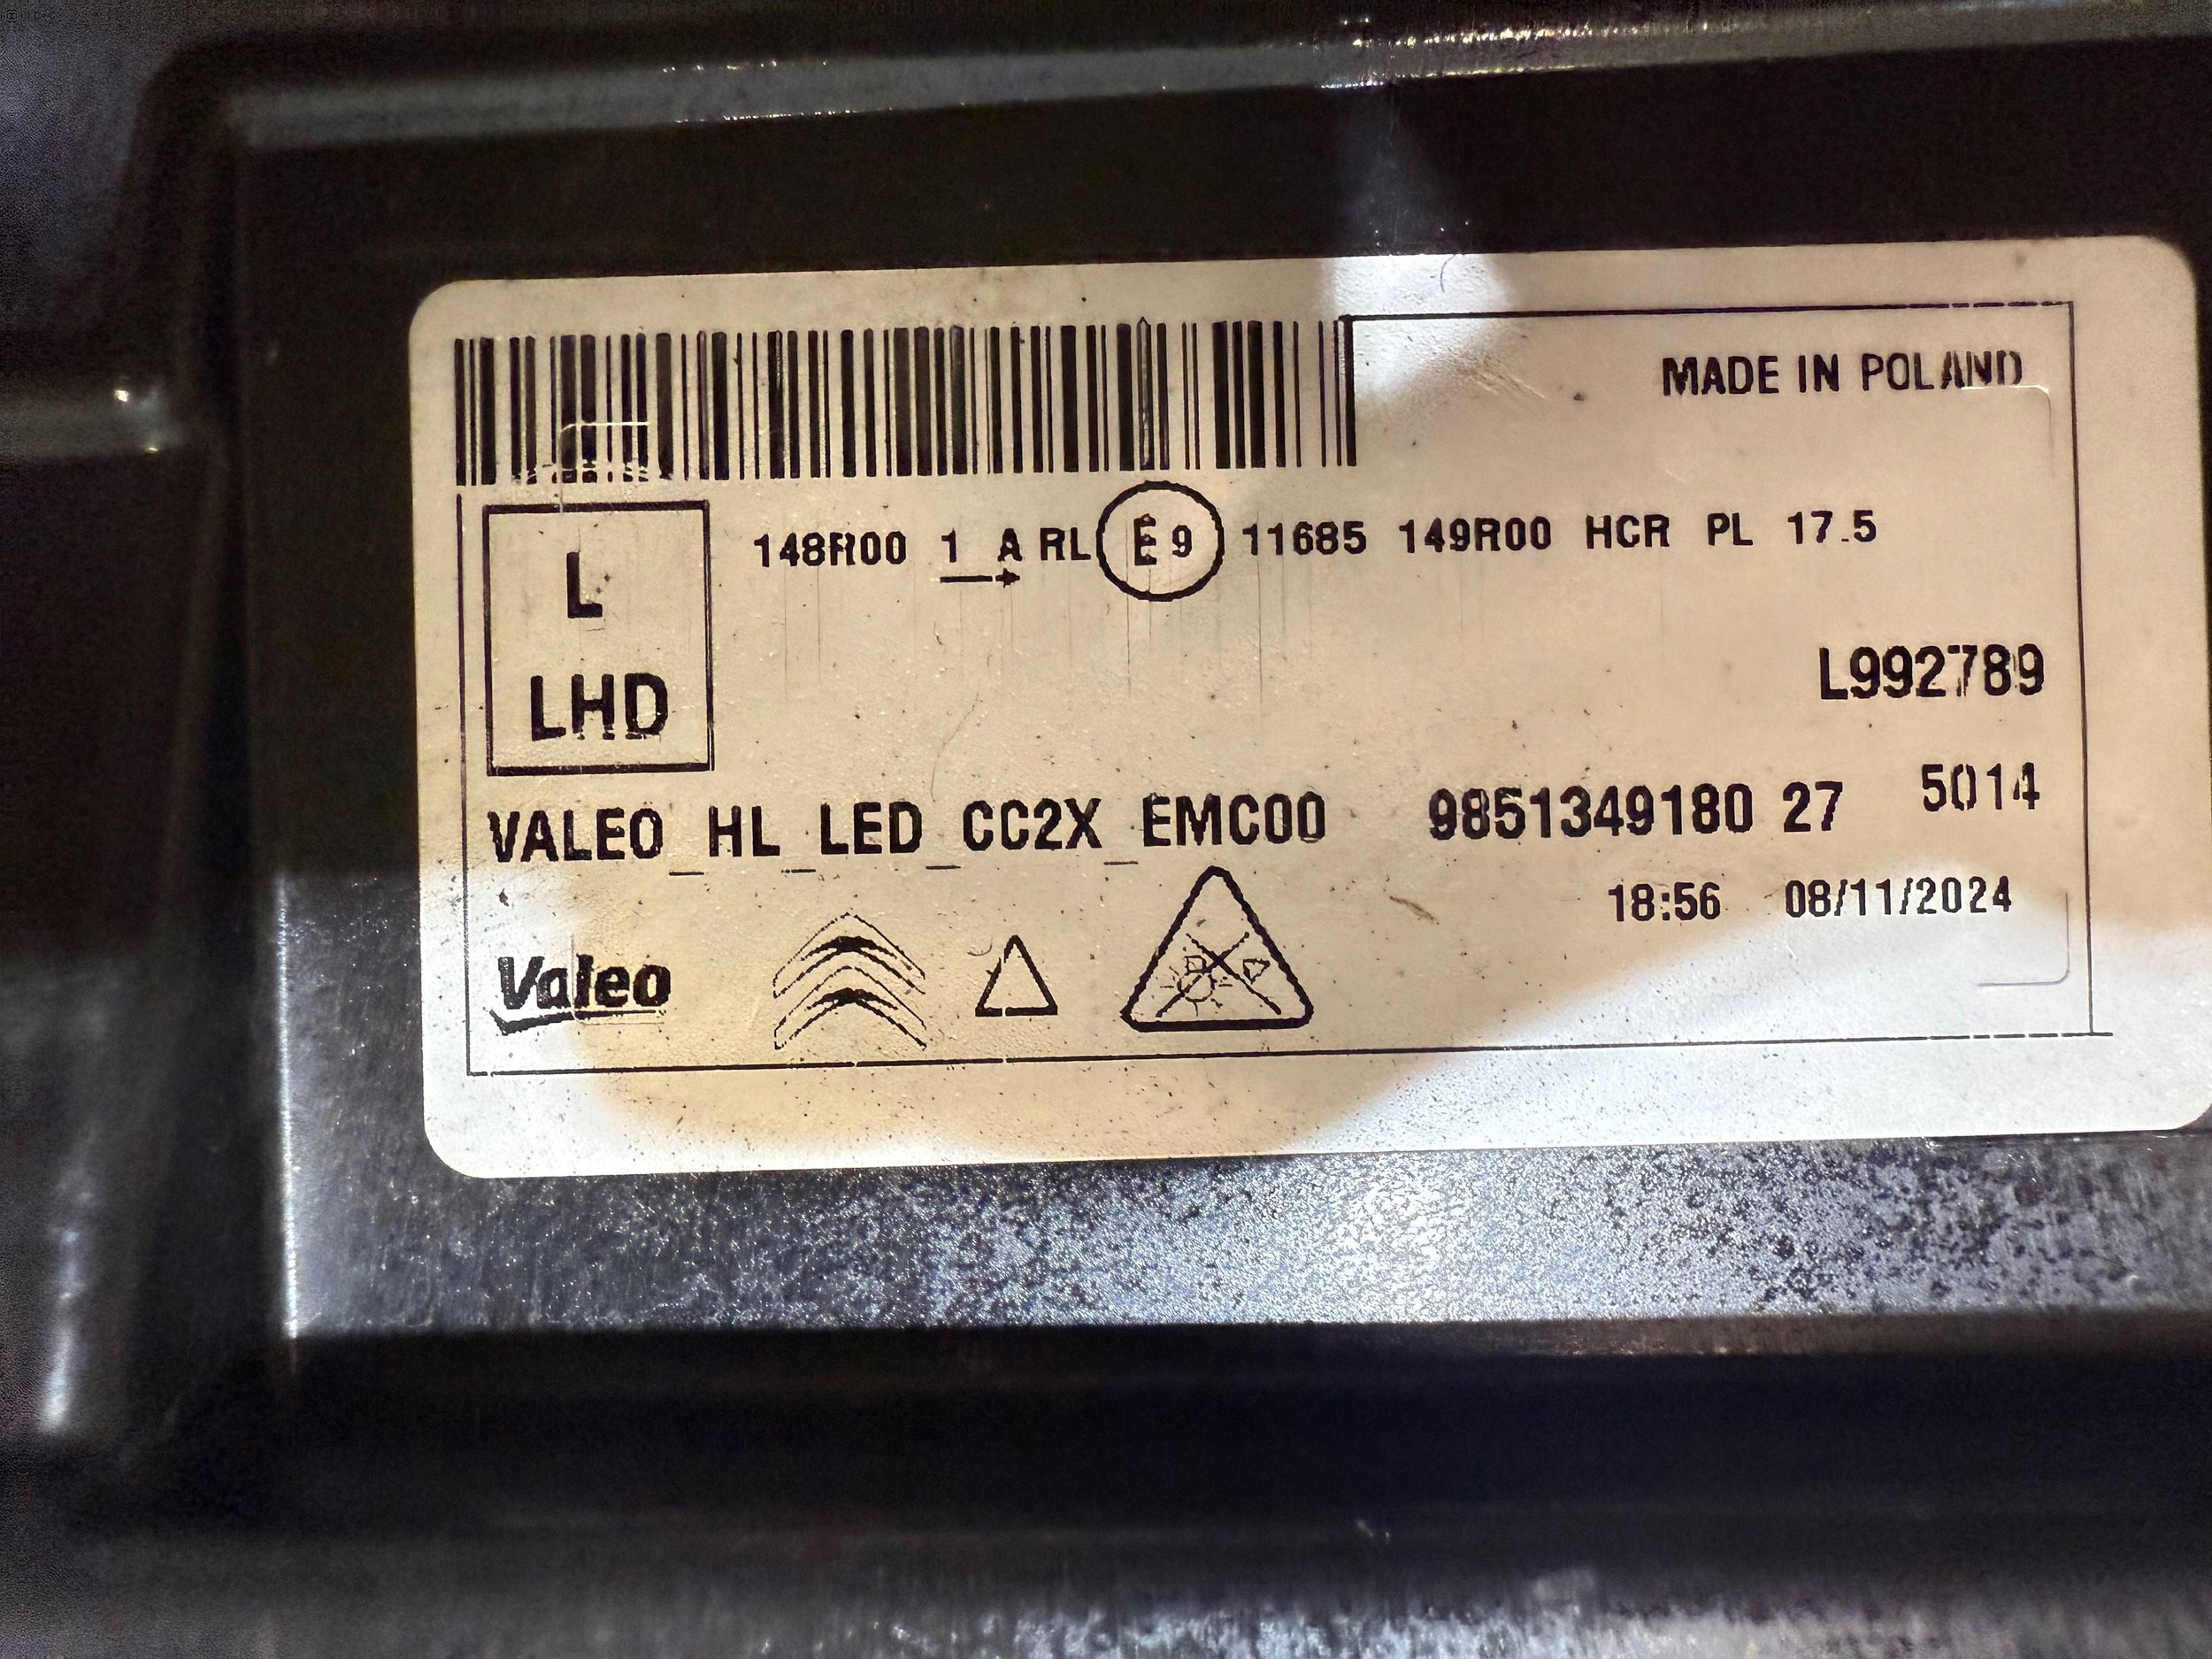 MADE IN POLAND
L
LHD
148R00 1 A RL E 9 11685 149R00 HCR PL 17.5
L992789
VALEO_HL_LED_CC2X_EMC00 9851349180 27 5014
18:56 08/11/2024
Valeo